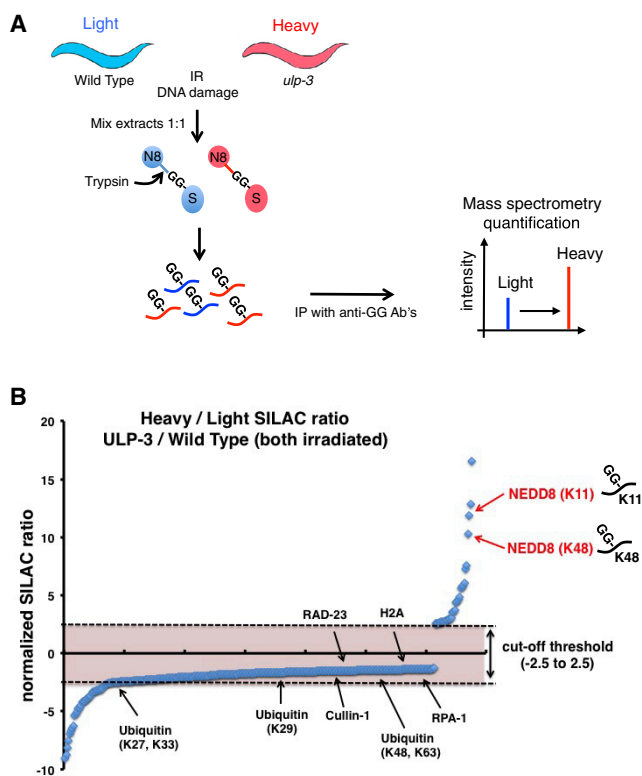 A
Light
Heavy
Wild Type
IR
DNA damage
ulp-3
Mix extracts 1:1
N8
GG-
S
N8
GG-
S
Trypsin
GG-
GG-
GG-
GG-
GG-
IP with anti-GG Ab's
Mass spectrometry
quantification
intensity
Light
Heavy
B
Heavy / Light SILAC ratio
ULP-3 / Wild Type (both irradiated)
normalized SILAC ratio
20
15
10
5
0
-5
-10
NEDD8 (K11)
GG-
K11
NEDD8 (K48)
GG-
K48
RAD-23
H2A
cut-off threshold
(-2.5 to 2.5)
Ubiquitin
(K27, K33)
Ubiquitin
(K29)
Cullin-1
Ubiquitin
(K48, K63)
RPA-1